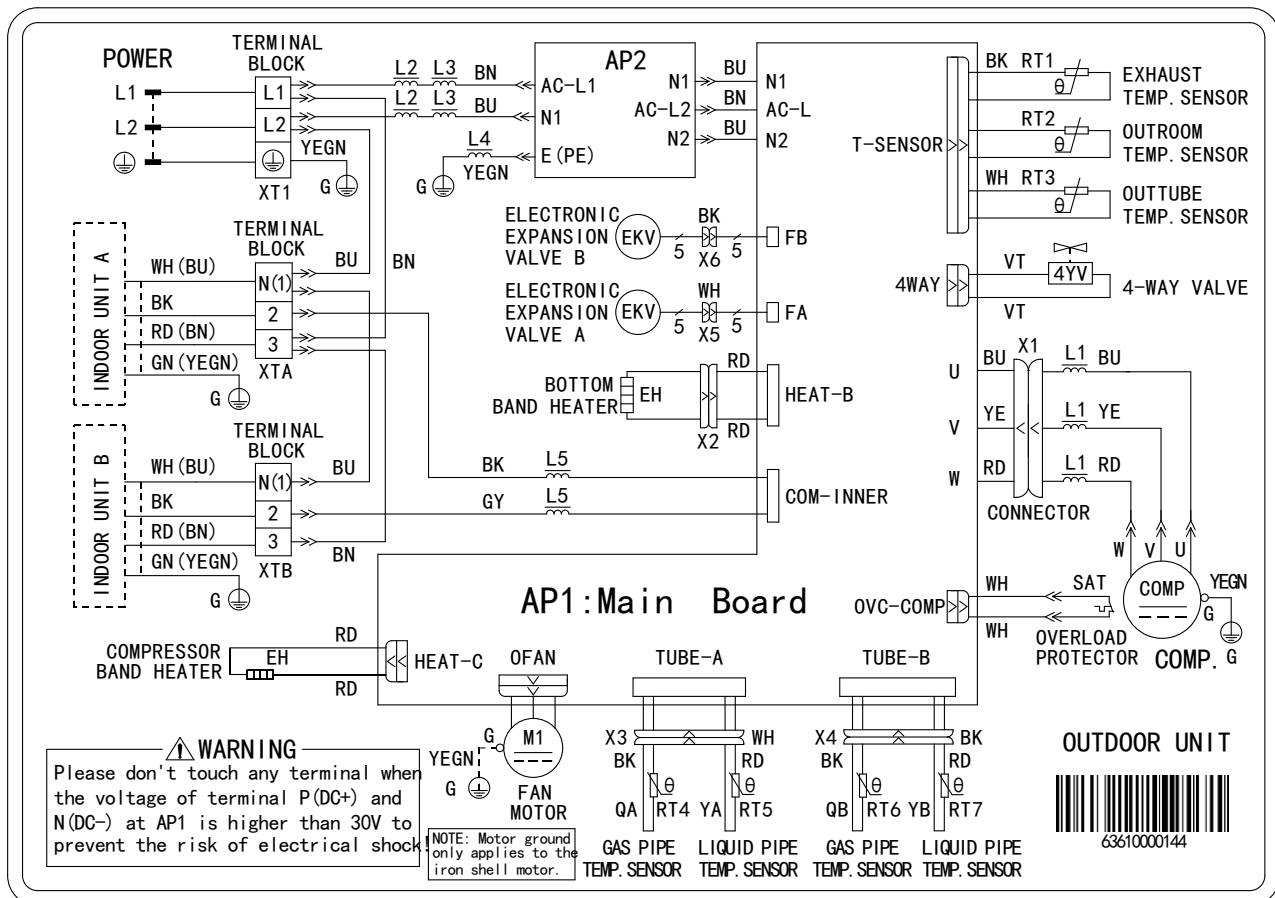 POWER
TERMINAL
BLOCK
L1
L2
L1
L2
XT1
YEGN
G
L2 L3 BN
L2 L3 BU
L4
YEGN
G
AP2
AC-L1
N1
E(PE)
N1
AC-L2
N2
BU
BN
BU
N1
AC-L
N2
T-SENSOR
BK RT1
θ
EXHAUST
TEMP. SENSOR
RT2
θ
OUTROOM
TEMP. SENSOR
WH RT3
θ
OUTTUBE
TEMP. SENSOR
INDOOR UNIT A
WH(BU)
BK
RD(BN)
GN(YEGN)
G
TERMINAL
BLOCK
N(1)
2
3
XTA
BU
BN
ELECTRONIC
EXPANSION
VALVE B
EKV
5
BK
X6
5
FB
ELECTRONIC
EXPANSION
VALVE A
EKV
5
WH
X5
5
FA
4WAY
VT
4YV
VT
4-WAY VALVE
BOTTOM
BAND HEATER
EH
X2
RD
RD
HEAT-B
U
V
W
BU
YE
RD
X1
L1 BU
L1 YE
L1 RD
CONNECTOR
INDOOR UNIT B
WH(BU)
BK
RD(BN)
GN(YEGN)
G
TERMINAL
BLOCK
N(1)
2
3
XTB
BU
BN
BK L5
GY L5
COM-INNER
W V U
COMP
YEGN
G
G
COMP.
AP1:Main Board
OVC-COMP
WH
WH
SAT
OVERLOAD
PROTECTOR
COMPRESSOR
BAND HEATER
RD
EH
RD
HEAT-C
OFAN
M1
G
YEGN
G
FAN
MOTOR
TUBE-A
X3 WH
BK RD
θ θ
QA RT4 YA RT5
GAS PIPE
TEMP. SENSOR
LIQUID PIPE
TEMP. SENSOR
TUBE-B
X4 BK
BK RD
θ θ
QB RT6 YB RT7
GAS PIPE
TEMP. SENSOR
LIQUID PIPE
TEMP. SENSOR
WARNING
Please don't touch any terminal when
the voltage of terminal P(DC+) and
N(DC-) at AP1 is higher than 30V to
prevent the risk of electrical shock!
NOTE: Motor ground
only applies to the
iron shell motor.
OUTDOOR UNIT
63610000144